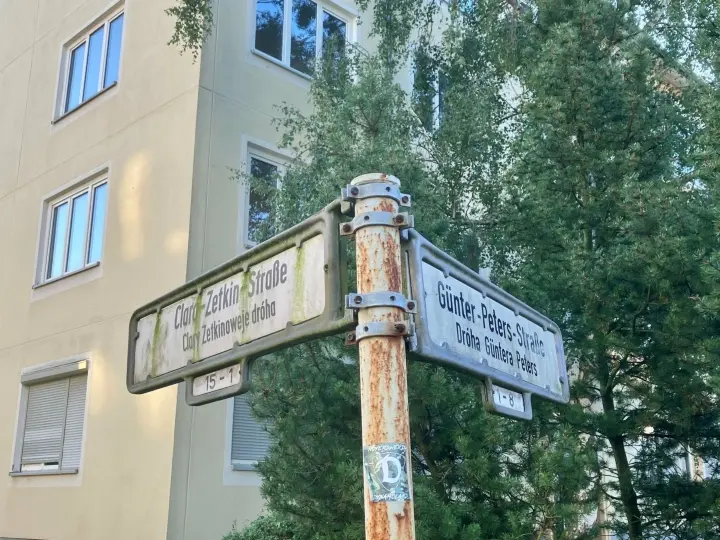 Clara-Zetkin-Straße
Clary Zetkinoweje dróha
15 - 1
Günter-Peters-Straße
Dróha Güntera Peters
1 - 8
D